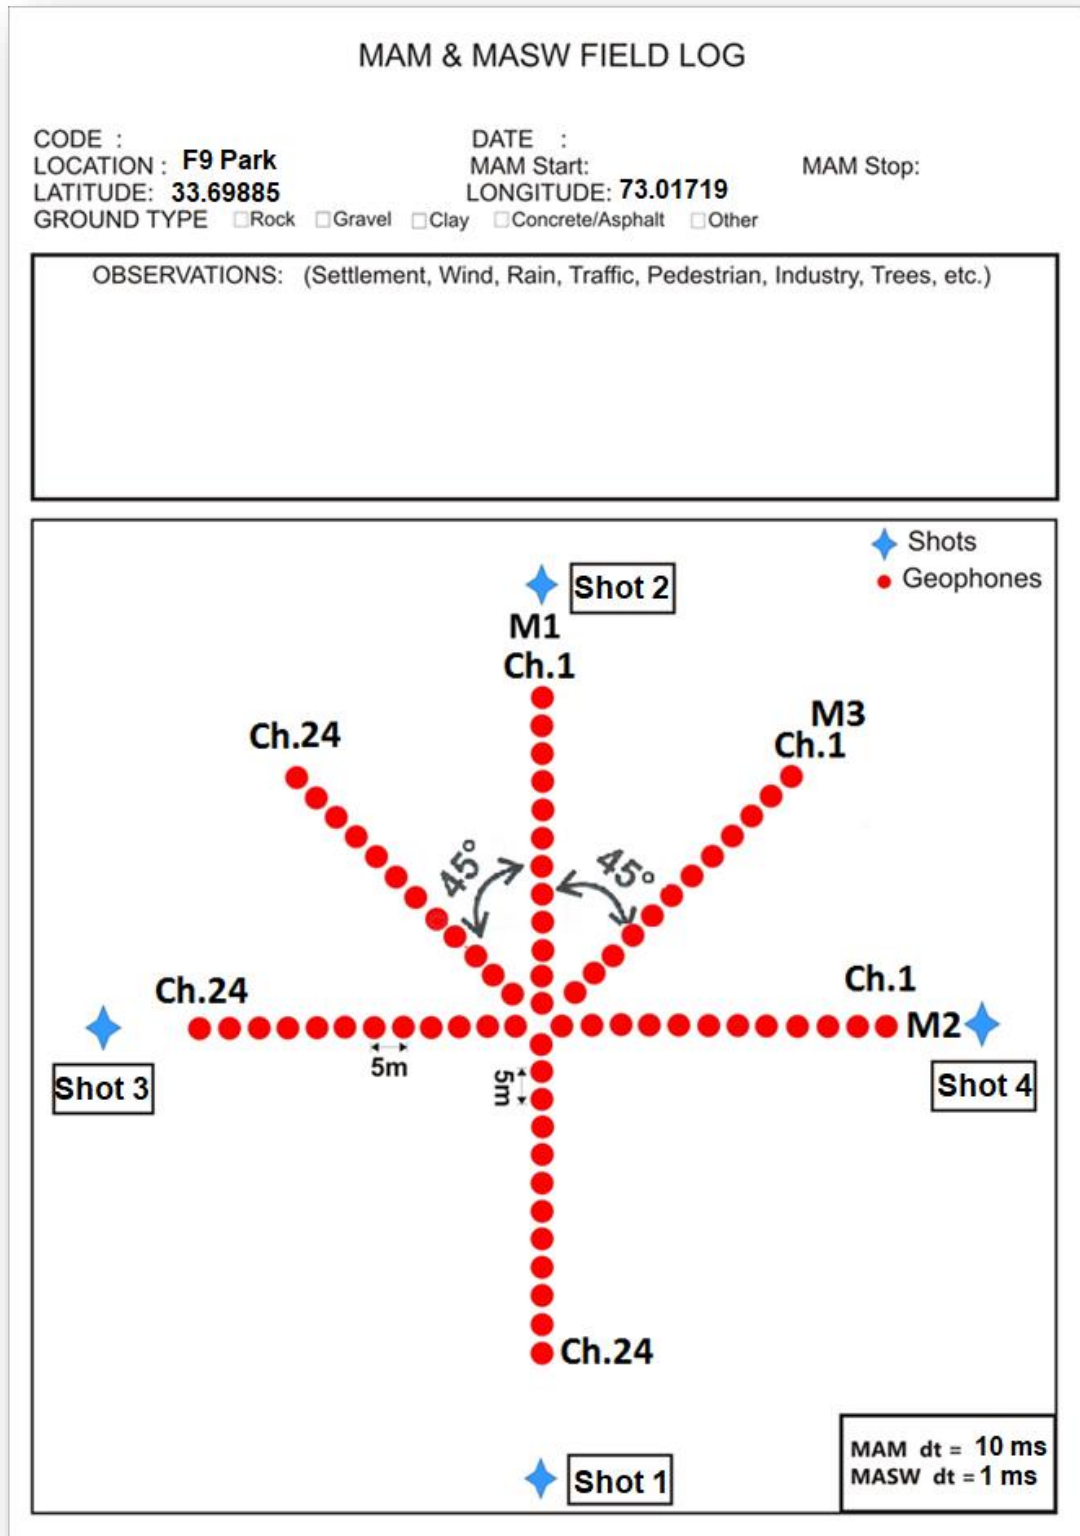 MAM & MASW FIELD LOG
CODE :
DATE :
LOCATION : F9 Park
MAM Start:
MAM Stop:
LATITUDE: 33.69885
LONGITUDE: 73.01719
GROUND TYPE □Rock □Gravel □Clay □Concrete/Asphalt □Other
OBSERVATIONS: (Settlement, Wind, Rain, Traffic, Pedestrian, Industry, Trees, etc.)
Shots
Geophones
Shot 2
M1
Ch.1
M3
Ch.1
Ch.24
45°
45°
Ch.24
Ch.1
M2
5m
5m
Shot 3
Shot 4
Ch.24
MAM dt = 10 ms
MASW dt = 1 ms
Shot 1